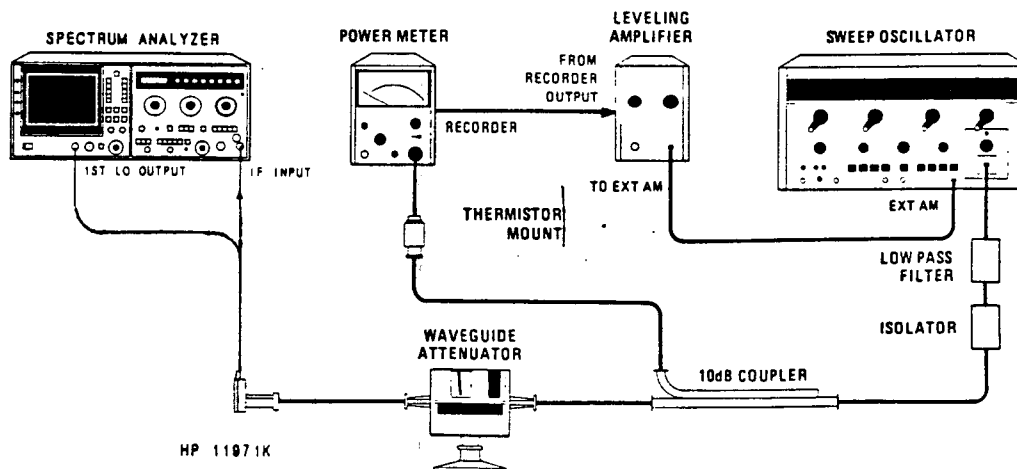 SPECTRUM ANALYZER
POWER METER
LEVELING
AMPLIFIER
SWEEP OSCILLATOR
FROM
RECORDER
OUTPUT
RECORDER
1ST LO OUTPUT
IF INPUT
TO EXT AM
EXT AM
THERMISTOR
MOUNT
LOW PASS
FILTER
ISOLATOR
WAVEGUIDE
ATTENUATOR
10dB COUPLER
HP 11971K